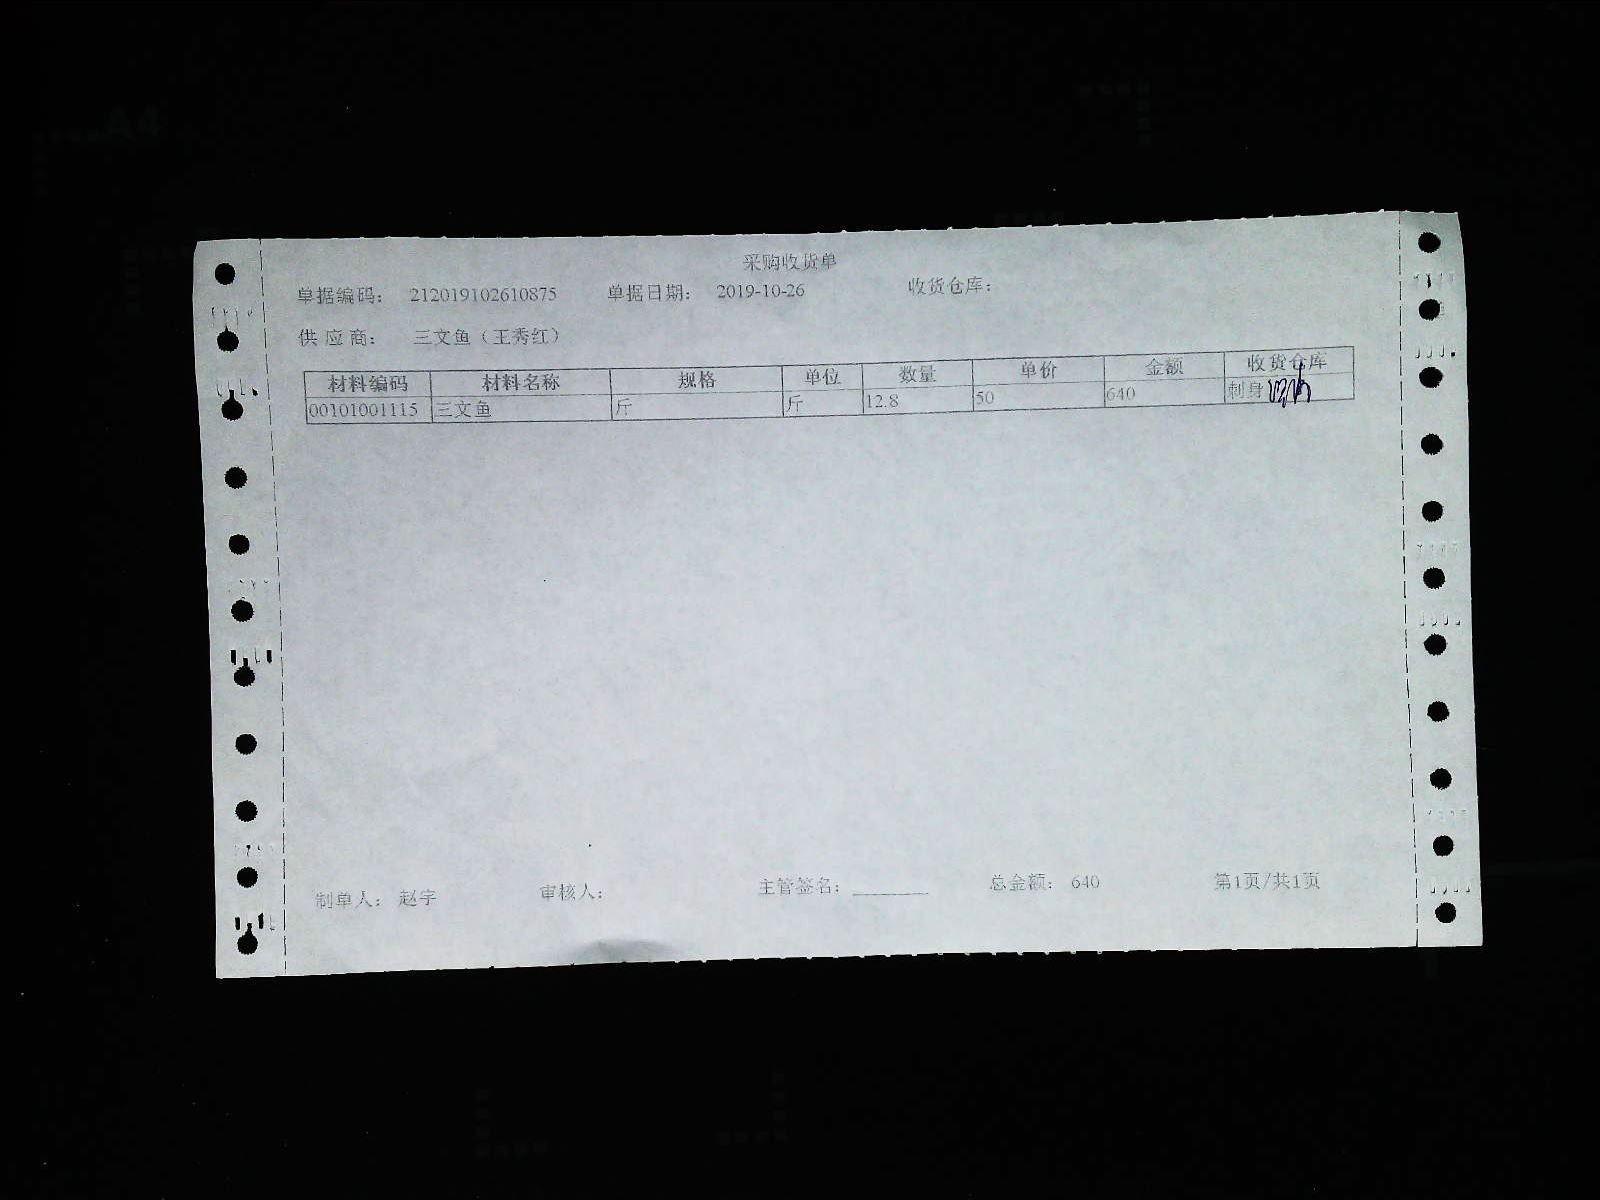 采购收货单
单据编码: 212019102610875 单据日期: 2019-10-26 收货仓库:
供应商: 三文鱼(王秀红)
材料编码 材料名称 规格 单位 数量 单价 金额 收货仓库
00101001115 三文鱼 斤 斤 12.8 50 640 刺身
制单人: 赵宇 审核人: 主管签名: ________ 总金额: 640 第1页/共1页